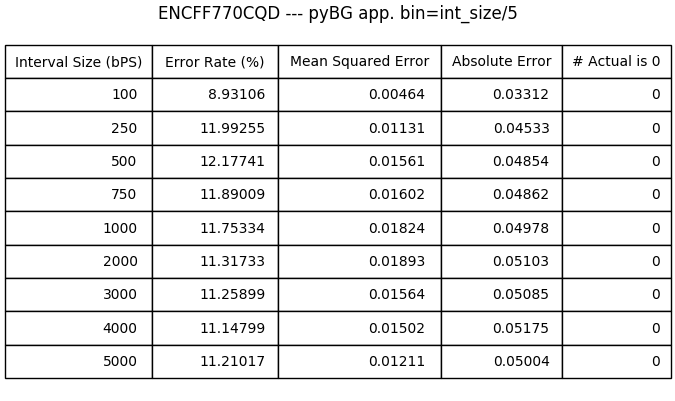 ENCFF770CQD --- pyBG app. bin=int_size/5
Interval Size (bPS) Error Rate (%) Mean Squared Error Absolute Error # Actual is 0
100 8.93106 0.00464 0.03312 0
250 11.99255 0.01131 0.04533 0
500 12.17741 0.01561 0.04854 0
750 11.89009 0.01602 0.04862 0
1000 11.75334 0.01824 0.04978 0
2000 11.31733 0.01893 0.05103 0
3000 11.25899 0.01564 0.05085 0
4000 11.14799 0.01502 0.05175 0
5000 11.21017 0.01211 0.05004 0